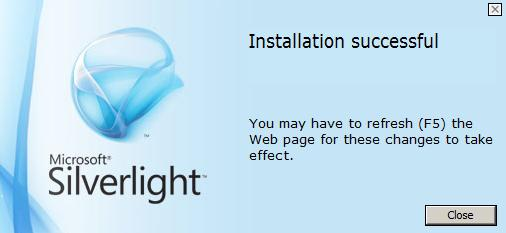 Installation successful
You may have to refresh (F5) the
Web page for these changes to take
effect.
Microsoft®
Silverlight™
Close